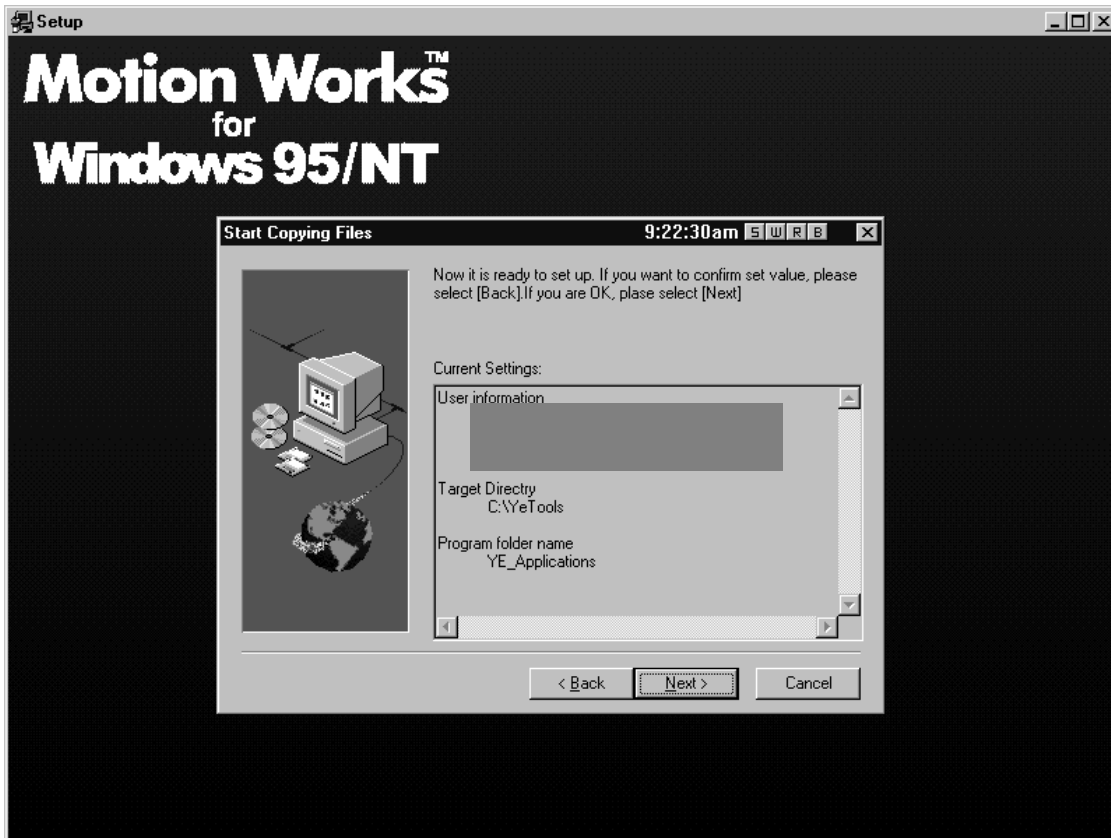 Setup
Motion Works™
for
Windows 95/NT
Start Copying Files 9:22:30am S W R B
Now it is ready to set up. If you want to confirm set value, please
select [Back].If you are OK, plase select [Next]
Current Settings:
User information
Target Directry
C:\YeTools
Program folder name
YE_Applications
< Back Next > Cancel